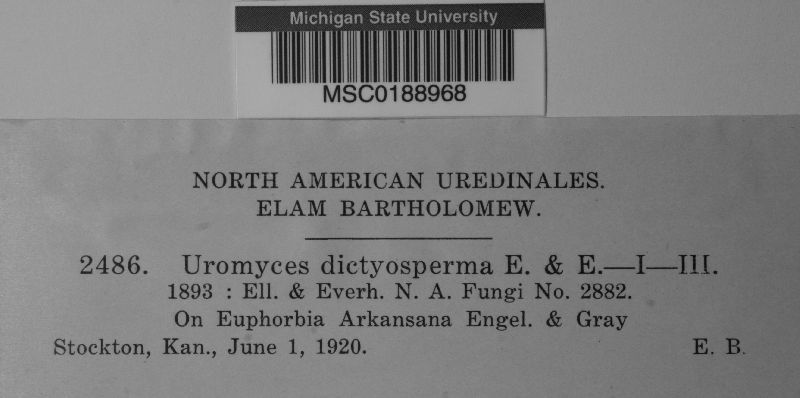 Michigan State University
MSC0188968
NORTH AMERICAN UREDINALES.
ELAM BARTHOLOMEW.
2486. Uromyces dictyosperma E. & E.—I—III.
1893 : Ell. & Everh. N. A. Fungi No. 2882.
On Euphorbia Arkansana Engel. & Gray
Stockton, Kan., June 1, 1920. E. B.